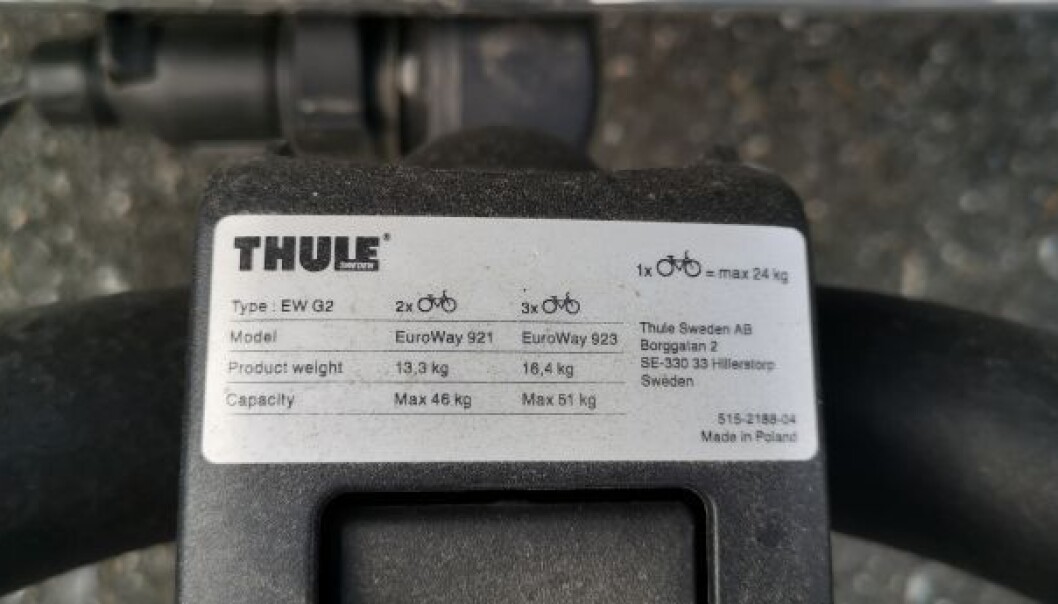 THULE®
SWEDEN
1x = max 24 kg
Type : EW G2 2x 3x
Model EuroWay 921 EuroWay 923
Product weight 13,3 kg 16,4 kg
Capacity Max 46 kg Max 51 kg
Thule Sweden AB
Borggatan 2
SE-330 33 Hillerstorp
Sweden
515-2188-04
Made in Poland